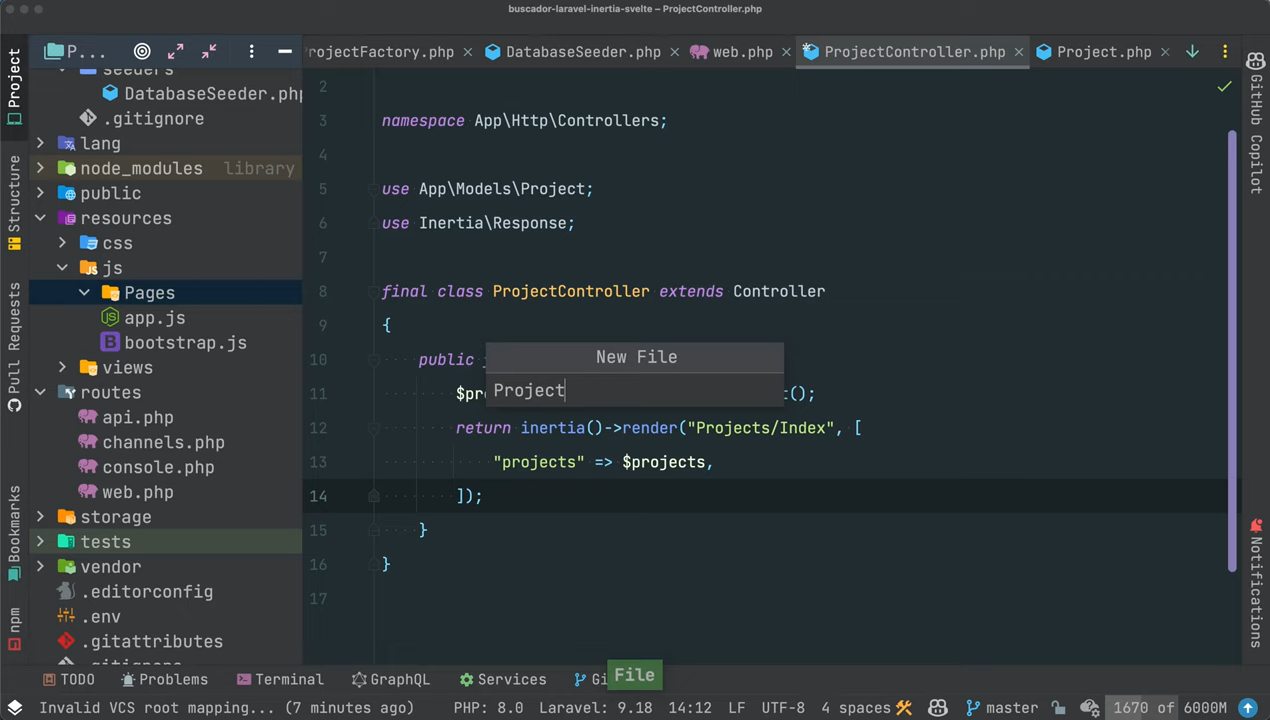 buscador-laravel-inertia-svelte – ProjectController.php
P... rojectFactory.php DatabaseSeeder.php web.php ProjectController.php Project.php
Project
Structure
Pull Requests
Bookmarks
npm
seeders
DatabaseSeeder.php
.gitignore
lang
node_modules library
public
resources
css
js
Pages
app.js
bootstrap.js
views
routes
api.php
channels.php
console.php
web.php
storage
tests
vendor
.editorconfig
.env
.gitattributes
2
3 namespace App\Http\Controllers;
4
5 use App\Models\Project;
6 use Inertia\Response;
7
8 final class ProjectController extends Controller
9 {
10 public
11 $pro ();
12 return inertia()->render("Projects/Index", [
13 "projects" => $projects,
14 ]);
15 }
16 }
17
New File
Project
GitHub Copilot
Notifications
TODO Problems Terminal GraphQL Services Gi
File
Invalid VCS root mapping... (7 minutes ago) PHP: 8.0 Laravel: 9.18 14:12 LF UTF-8 4 spaces master 1670 of 6000M